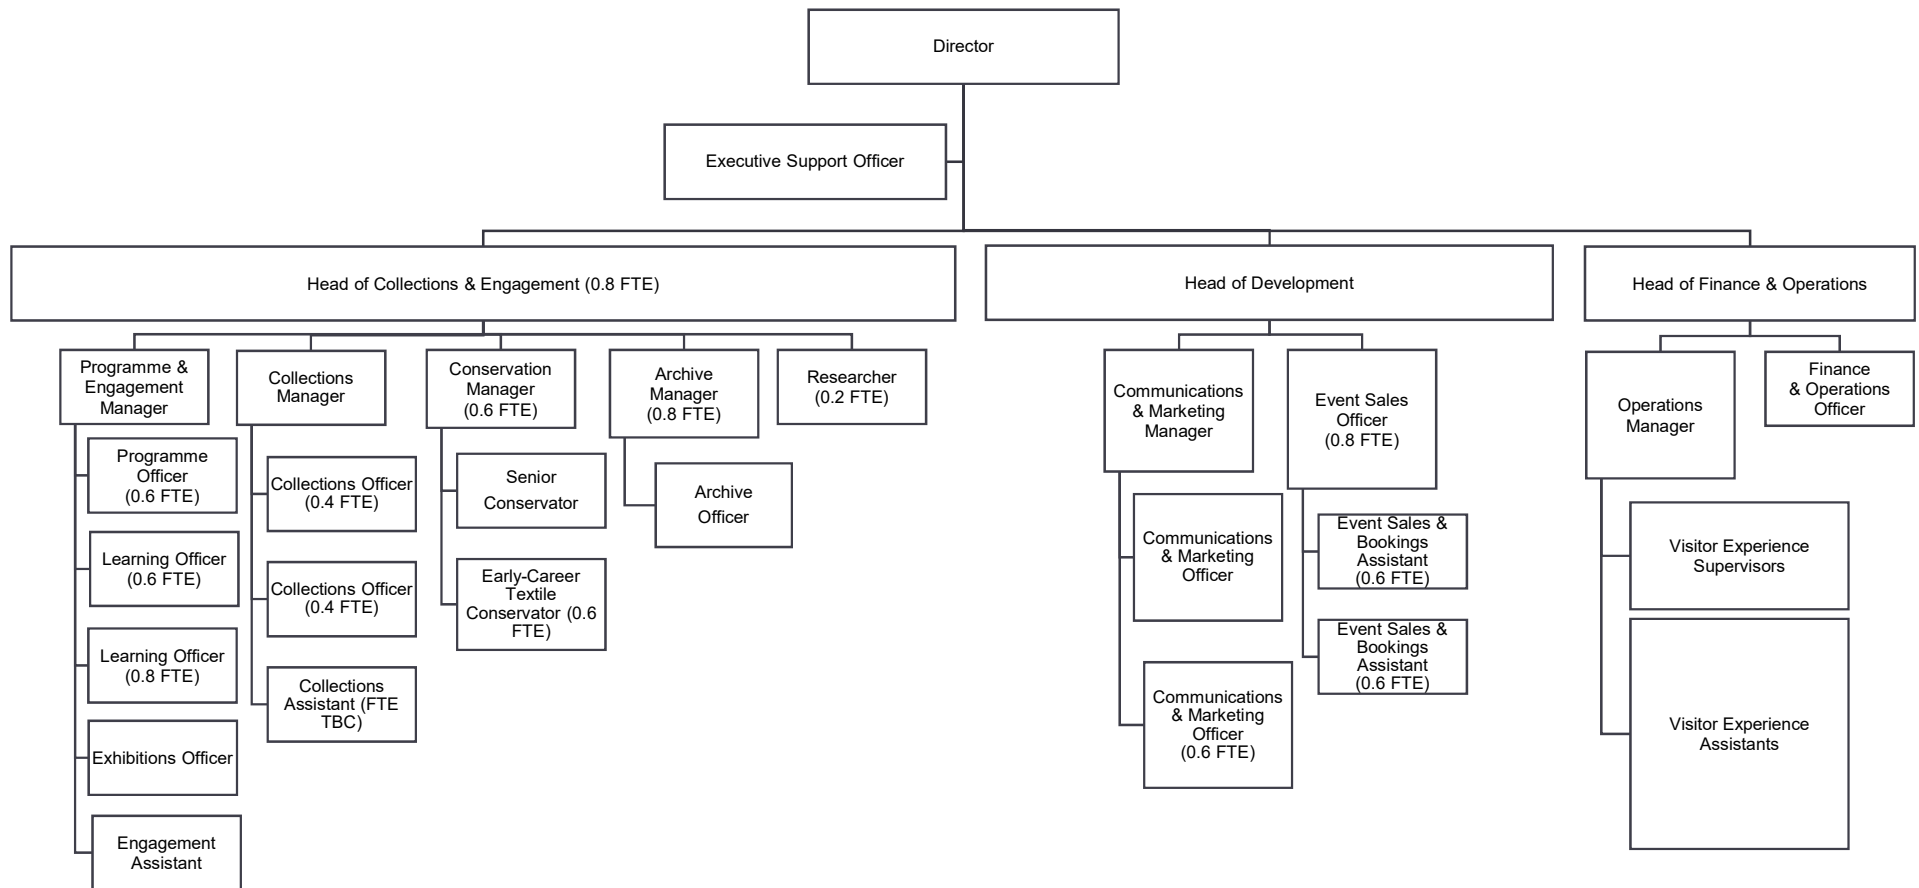 Director
Executive Support Officer
Head of Collections & Engagement (0.8 FTE)
Head of Development
Head of Finance & Operations
Programme &
Engagement
Manager
Programme
Officer
(0.6 FTE)
Learning Officer
(0.6 FTE)
Learning Officer
(0.8 FTE)
Exhibitions Officer
Engagement
Assistant
Collections
Manager
Collections Officer
(0.4 FTE)
Collections Officer
(0.4 FTE)
Collections
Assistant (FTE
TBC)
Conservation
Manager
(0.6 FTE)
Senior
Conservator
Early-Career
Textile
Conservator (0.6
FTE)
Archive
Manager
(0.8 FTE)
Archive
Officer
Researcher
(0.2 FTE)
Communications
& Marketing
Manager
Communications
& Marketing
Officer
Communications
& Marketing
Officer
(0.6 FTE)
Event Sales
Officer
(0.8 FTE)
Event Sales &
Bookings
Assistant
(0.6 FTE)
Event Sales &
Bookings
Assistant
(0.6 FTE)
Operations
Manager
Visitor Experience
Supervisors
Visitor Experience
Assistants
Finance
& Operations
Officer